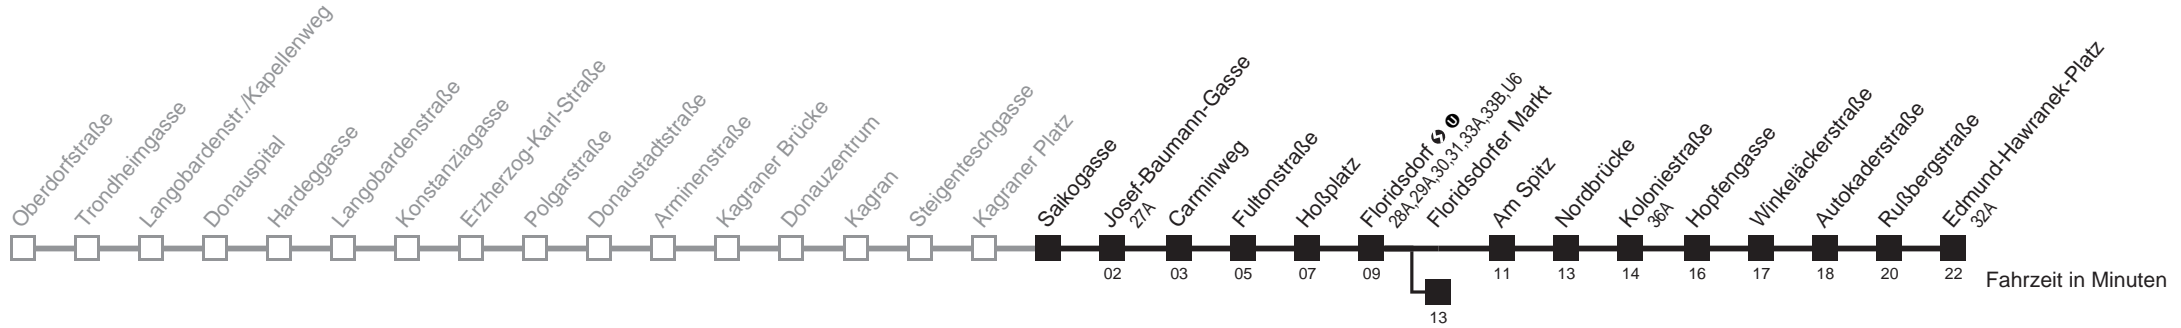 Oberdorfstraße
Trondheimgasse
Langobardenstr./Kapellenweg
Donauspital
Hardeggasse
Langobardenstraße
Konstanziagasse
Erzherzog-Karl-Straße
Polgarstraße
Donaustadtstraße
Arminenstraße
Kagraner Brücke
Donauzentrum
Kagran
Steigenteschgasse
Kagraner Platz
Saikogasse
Josef-Baumann-Gasse
27A
Carminweg
Fultonstraße
Hoßplatz
Floridsdorf S U
28A,29A,30,31,33A,33B,U6
Floridsdorfer Markt
Am Spitz
Nordbrücke
Koloniestraße
36A
Hopfengasse
Winkeläckerstraße
Autokaderstraße
Rußbergstraße
Edmund-Hawranek-Platz
32A
02 03 05 07 09 11 13 14 16 17 18 20 22
Fahrzeit in Minuten
13